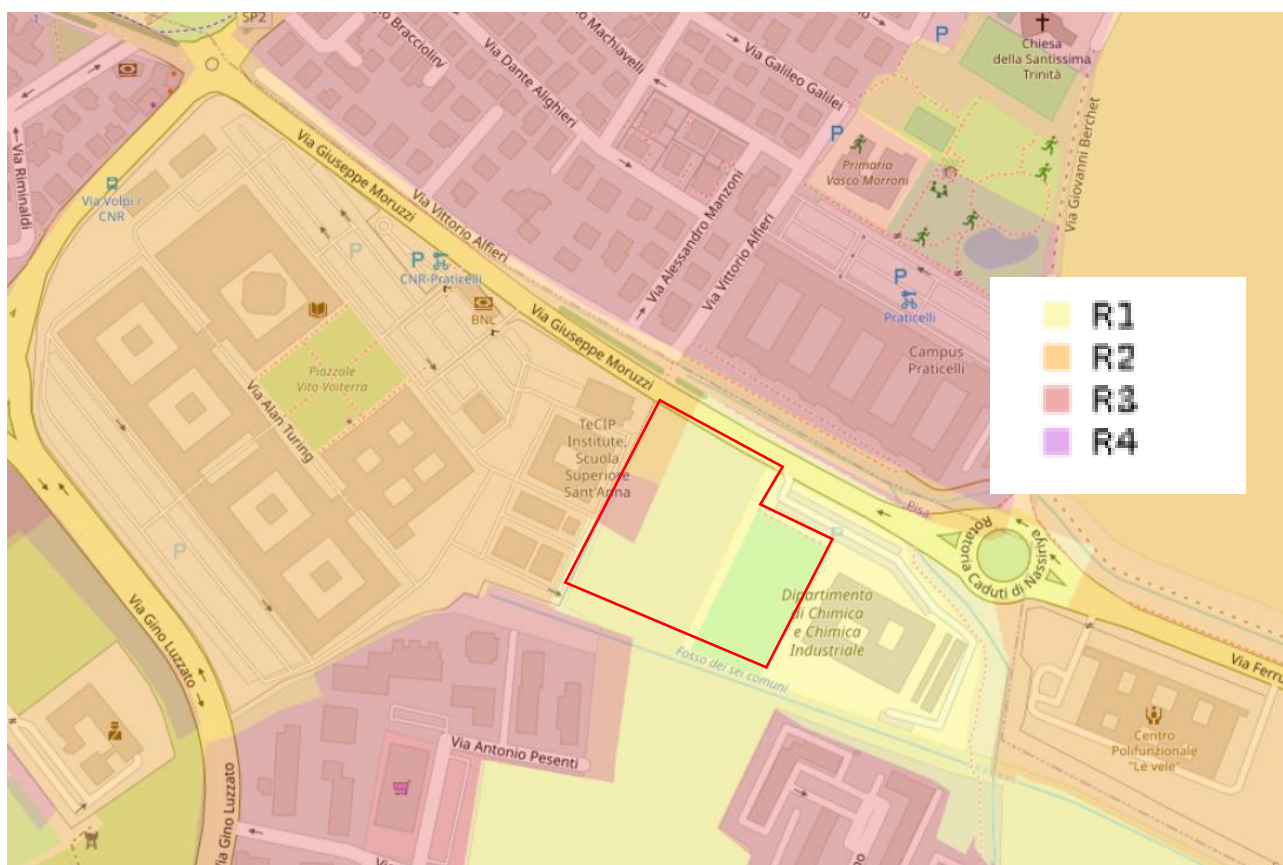 1
SP2
Bracciolini
Via Dante Alighieri
Machiavelli
Via Galileo Galilei
P
Chiesa
della Santissima
Trinità
Via Giovanni Berchet
P
Primaria
Vasco Morroni
Via Riminaldi
Via Volpi /
CNR
Via Giuseppe Moruzzi
Via Vittorio Alfieri
P
P
CNR-Praticelli
BNL
Via Giuseppe Moruzzi
Via Alessandro Manzoni
Via Vittorio Alfieri
P
Praticelli
Campus
Praticelli
R1
R2
R3
R4
Piazzale
Vito Volterra
Via Alan Turing
TeCIP
Institute,
Scuola
Superiore
Sant'Anna
P
Pisa
P
Rotatoria Caduti di Nassirya
Dipartimento
di Chimica
e Chimica
Industriale
Fosso dei sei comuni
Via Gino Luzzato
Via Gino Luzzato
Via Antonio Pesenti
Via Ferru
Centro
Polifunzionale
"Le vele"